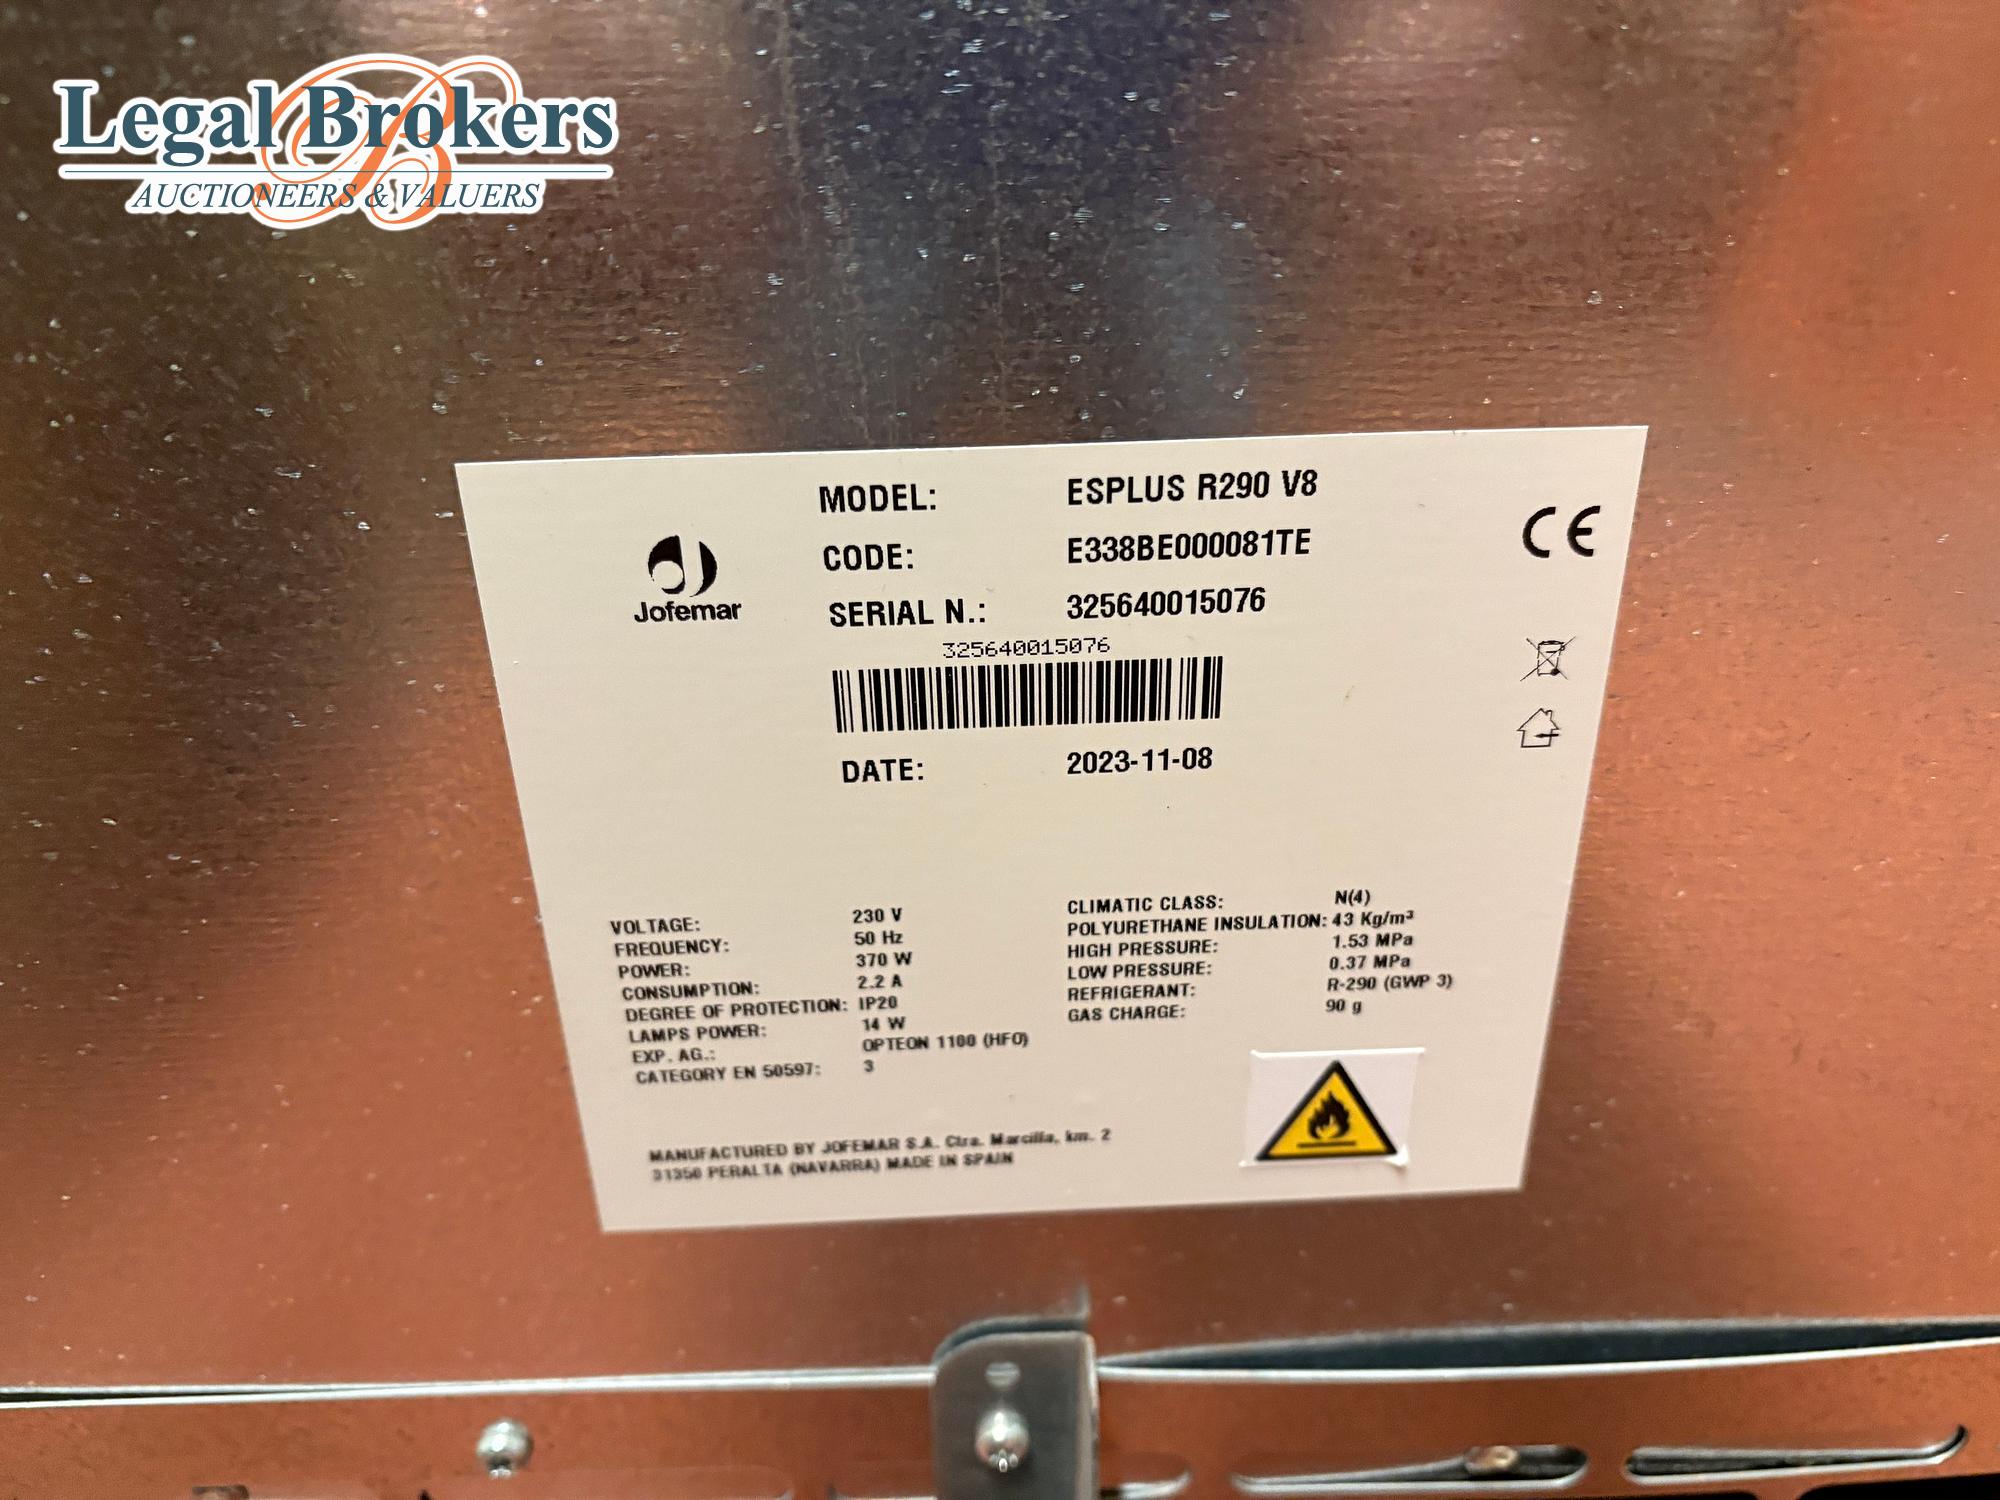 Legal Brokers
AUCTIONEERS & VALUERS
MODEL: ESPLUS R290 V8
CODE: E338BE000081TE
Jofemar
SERIAL N.: 325640015076
325640015076
DATE: 2023-11-08
CE
VOLTAGE: 230 V
FREQUENCY: 50 Hz
POWER: 370 W
CONSUMPTION: 2.2 A
DEGREE OF PROTECTION: IP20
LAMPS POWER: 14 W
EXP. AG.: OPTEON 1100 (HFO)
CATEGORY EN 50597: 3
CLIMATIC CLASS: N(4)
POLYURETHANE INSULATION: 43 Kg/m³
HIGH PRESSURE: 1.53 MPa
LOW PRESSURE: 0.37 MPa
REFRIGERANT: R-290 (GWP 3)
GAS CHARGE: 90 g
MANUFACTURED BY JOFEMAR S.A. Ctra. Marcilla, km. 2
31350 PERALTA (NAVARRA) MADE IN SPAIN